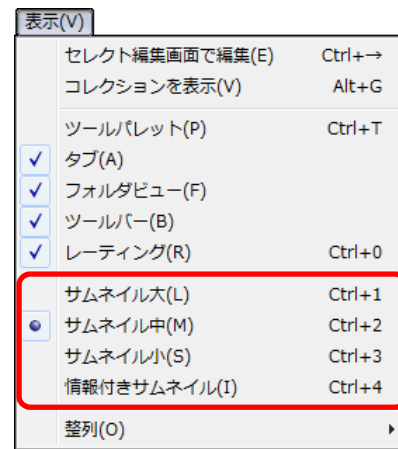 表示(V)
セレクト編集画面で編集(E) Ctrl+→
コレクションを表示(V) Alt+G
ツールパレット(P) Ctrl+T
タブ(A)
フォルダビュー(F)
ツールバー(B)
レーティング(R) Ctrl+0
サムネイル大(L) Ctrl+1
サムネイル中(M) Ctrl+2
サムネイル小(S) Ctrl+3
情報付きサムネイル(I) Ctrl+4
整列(O)